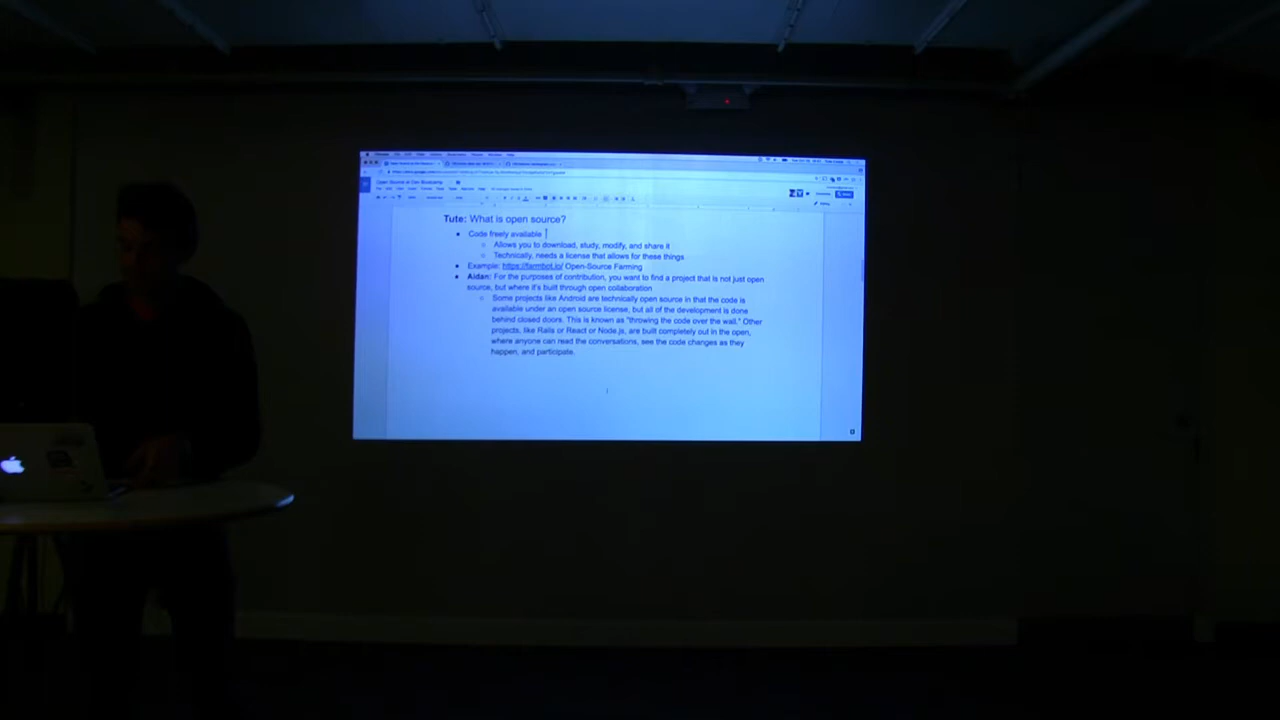 Open Source at Dev Bootcamp
Tute: What is open source?
Code freely available
Allows you to download, study, modify, and share it
Technically, needs a license that allows for these things
Example: https://farmbot.io/ Open-Source Farming
Aidan: For the purposes of contribution, you want to find a project that is not just open
source, but where it's built through open collaboration
Some projects like Android are technically open source in that the code is
available under an open source license, but all of the development is done
behind closed doors. This is known as "throwing the code over the wall." Other
projects, like Rails or React or Node.js, are built completely out in the open,
where anyone can read the conversations, see the code changes as they
happen, and participate.